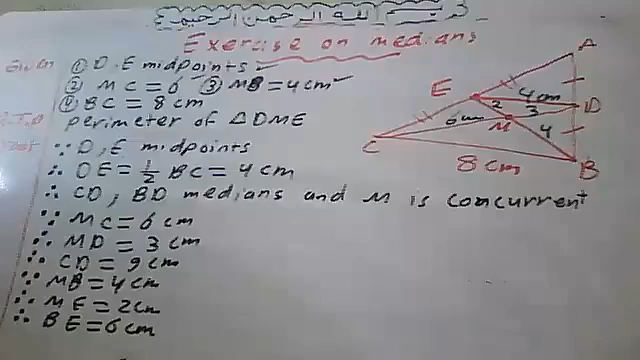 بسم الله الرحمن الرحيم
Exercise on medians
Given ① D, E midpoints
② MC = 6 ③ MB = 4 cm
④ BC = 8 cm
R.T.P perimeter of △DME
∵ D, E midpoints
∴ DE = 1/2 BC = 4 cm
∴ CD, BD medians and M is concurrent
∵ MC = 6 cm
∴ MD = 3 cm
∴ CD = 9 cm
∵ MB = 4 cm
∴ ME = 2 cm
∴ BE = 6 cm
A
E
4 cm
D
2
3
6 cm
M
4
C
8 cm
B